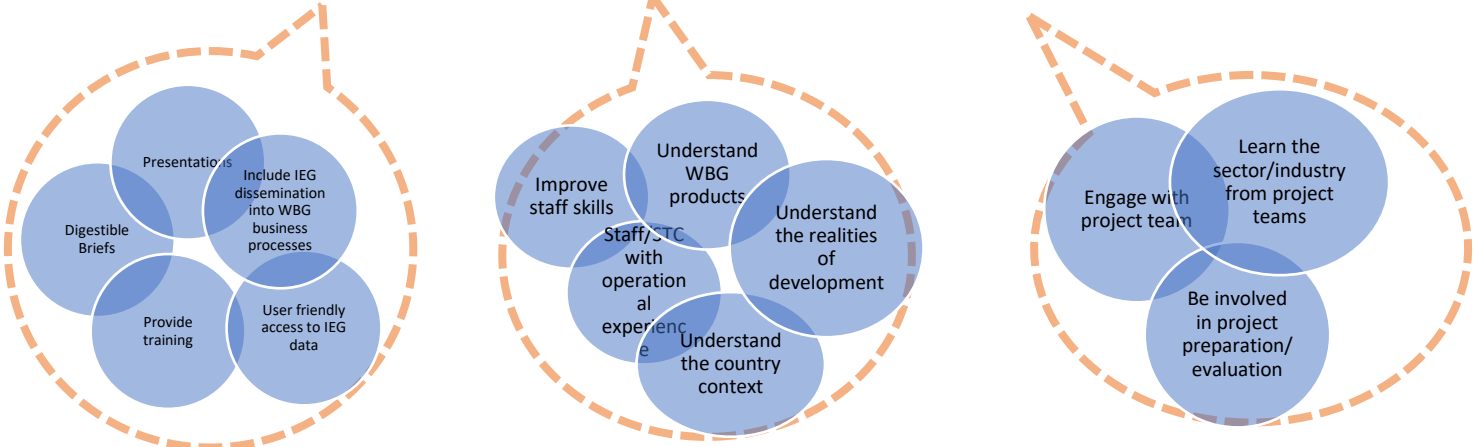 Presentations
Include IEG
dissemination
into WBG
business
processes
Digestible
Briefs
Provide
training
User friendly
access to IEG
data
Improve
staff skills
Understand
WBG
products
Understand
the realities
of
development
Staff/STC
with
operation
al
experienc
e
Understand
the country
context
Engage with
project team
Learn the
sector/industry
from project
teams
Be involved
in project
preparation/
evaluation